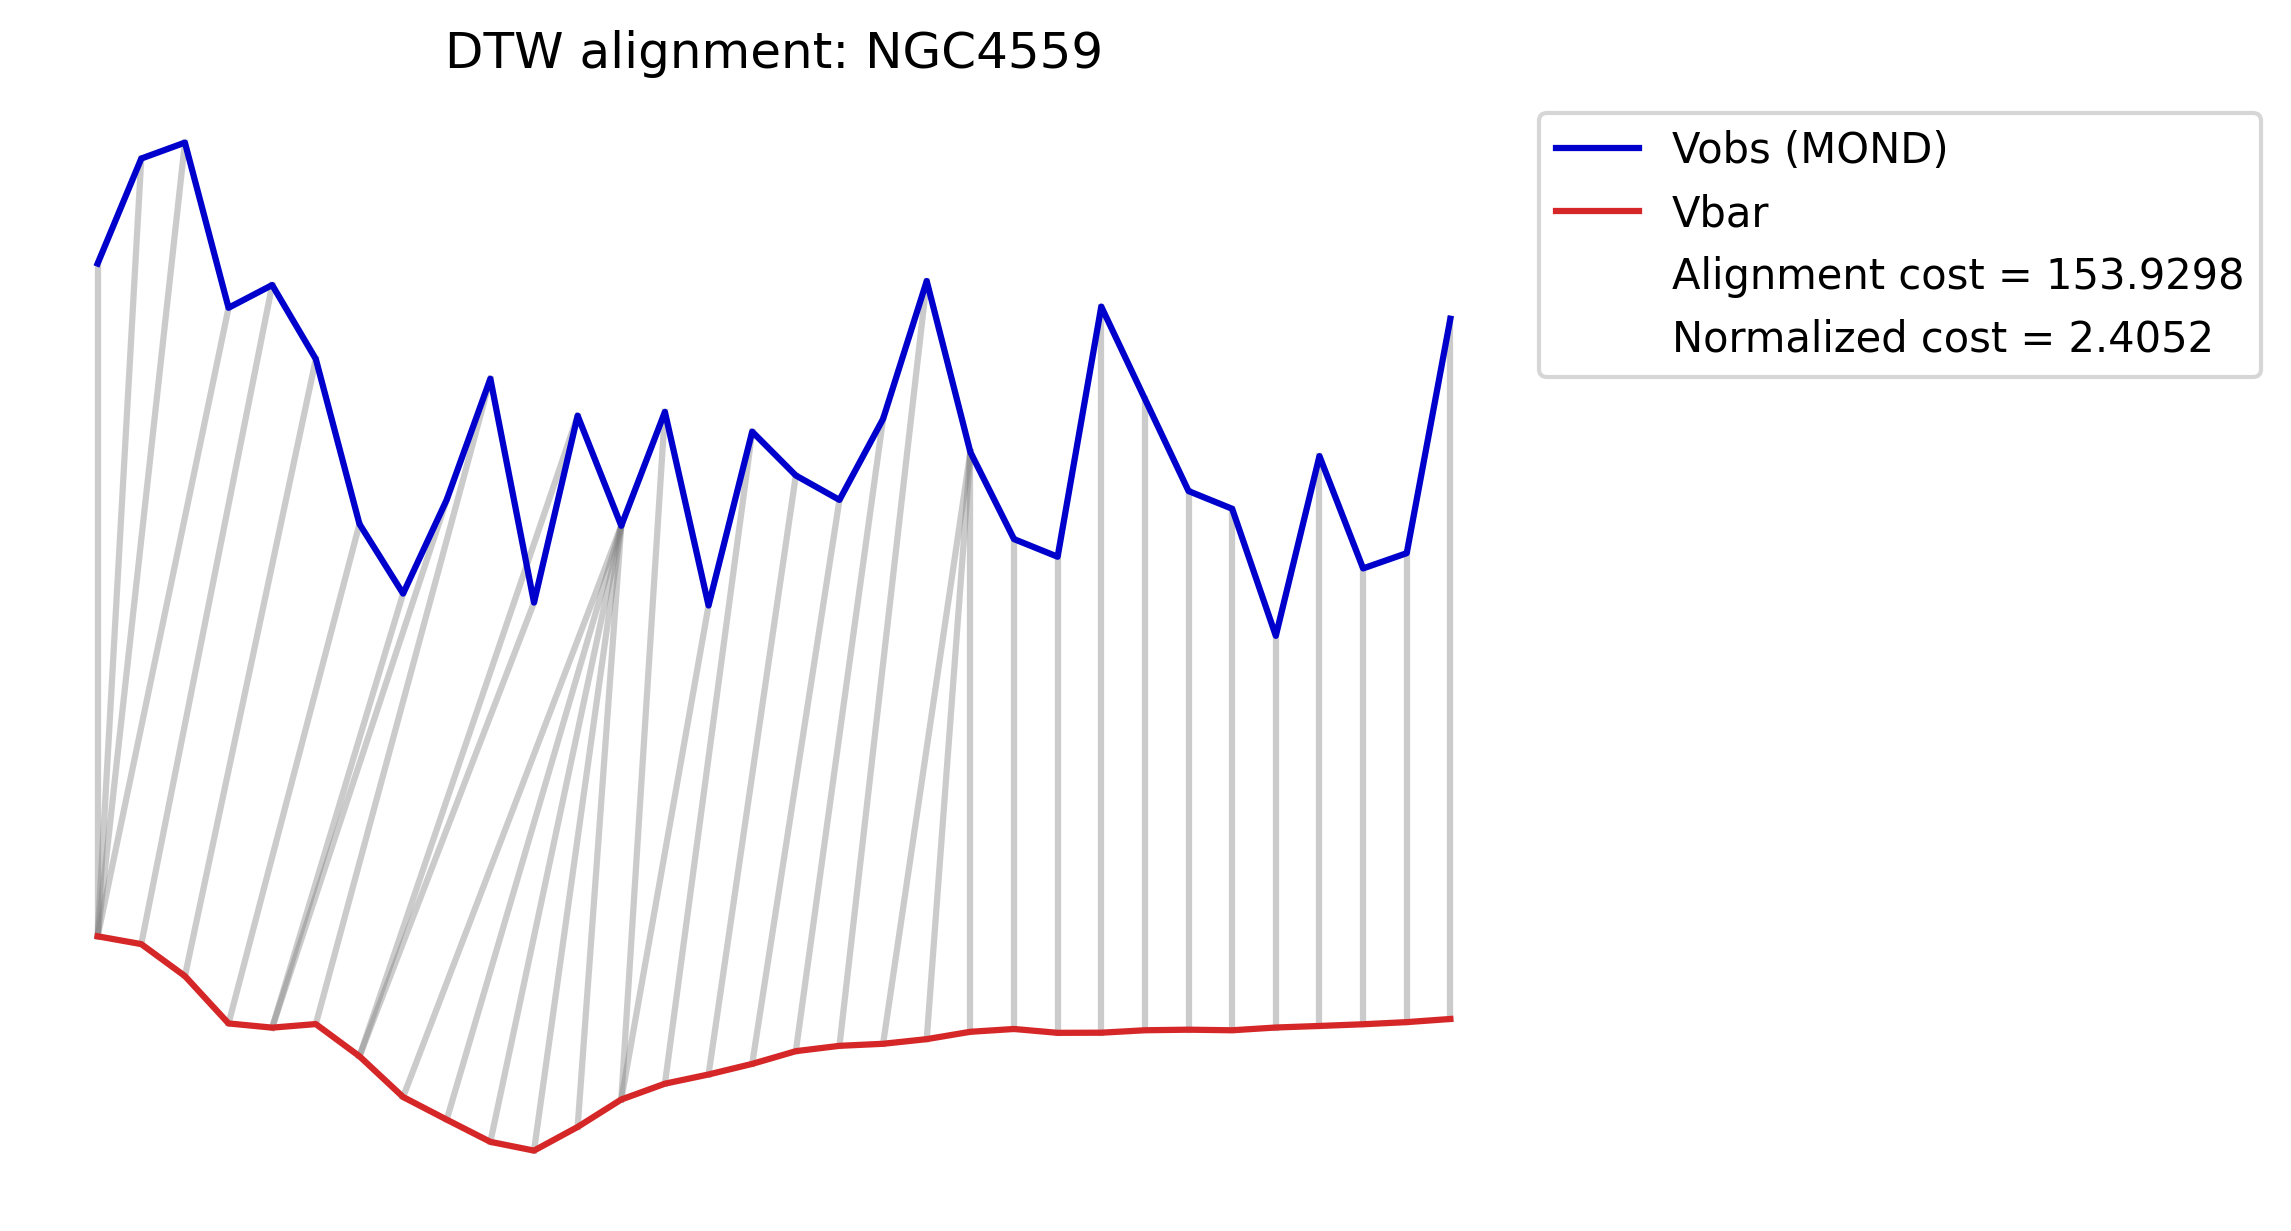 DTW alignment: NGC4559
Vobs (MOND)
Vbar
Alignment cost = 153.9298
Normalized cost = 2.4052